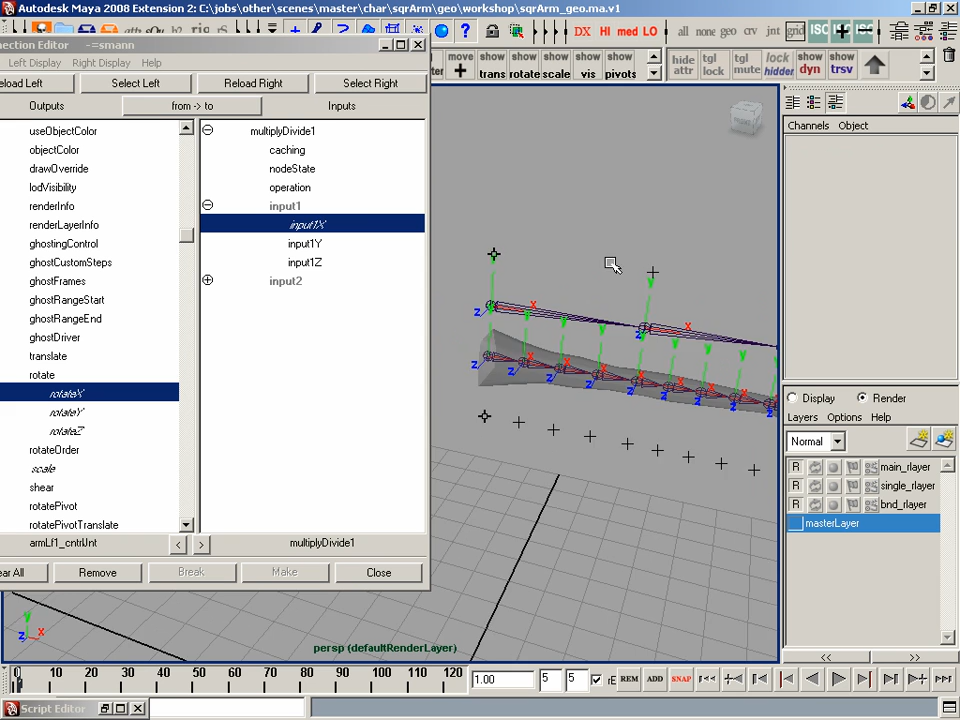 Autodesk Maya 2008 Extension 2: C:/jobs/other/scenes/master/char/sqrArm/geo/workshop/sqrArm_geo.ma.v1
DX HI med LO all none geo crv jnt gend ISC ISC
nection Editor -=smann
Left Display Right Display Help
move show show show show show hide tgl tgl lock show show
trans rotate scale vis pivots attr lock mute hidden dyn trsv
eload Left Select Left Reload Right Select Right
Outputs from -> to Inputs
Channels Object
useObjectColor
objectColor
drawOverride
lodVisibility
renderInfo
renderLayerInfo
ghostingControl
ghostCustomSteps
ghostFrames
ghostRangeStart
ghostRangeEnd
ghostDriver
translate
rotate
rotateX
rotateY
rotateZ
rotateOrder
scale
shear
rotatePivot
rotatePivotTranslate
multiplyDivide1
caching
nodeState
operation
input1
input1X
input1Y
input1Z
input2
armLf1_cntrlJnt < > multiplyDivide1
ear All Remove Break Make Close
Display Render
Layers Options Help
Normal
R main_rlayer
R single_rlayer
R bnd_rlayer
masterLayer
<< >>
persp (defaultRenderLayer)
0 10 20 30 40 50 60 70 80 90 100 110 120 1.00 5 5 REM ADD SNAP
Script Editor